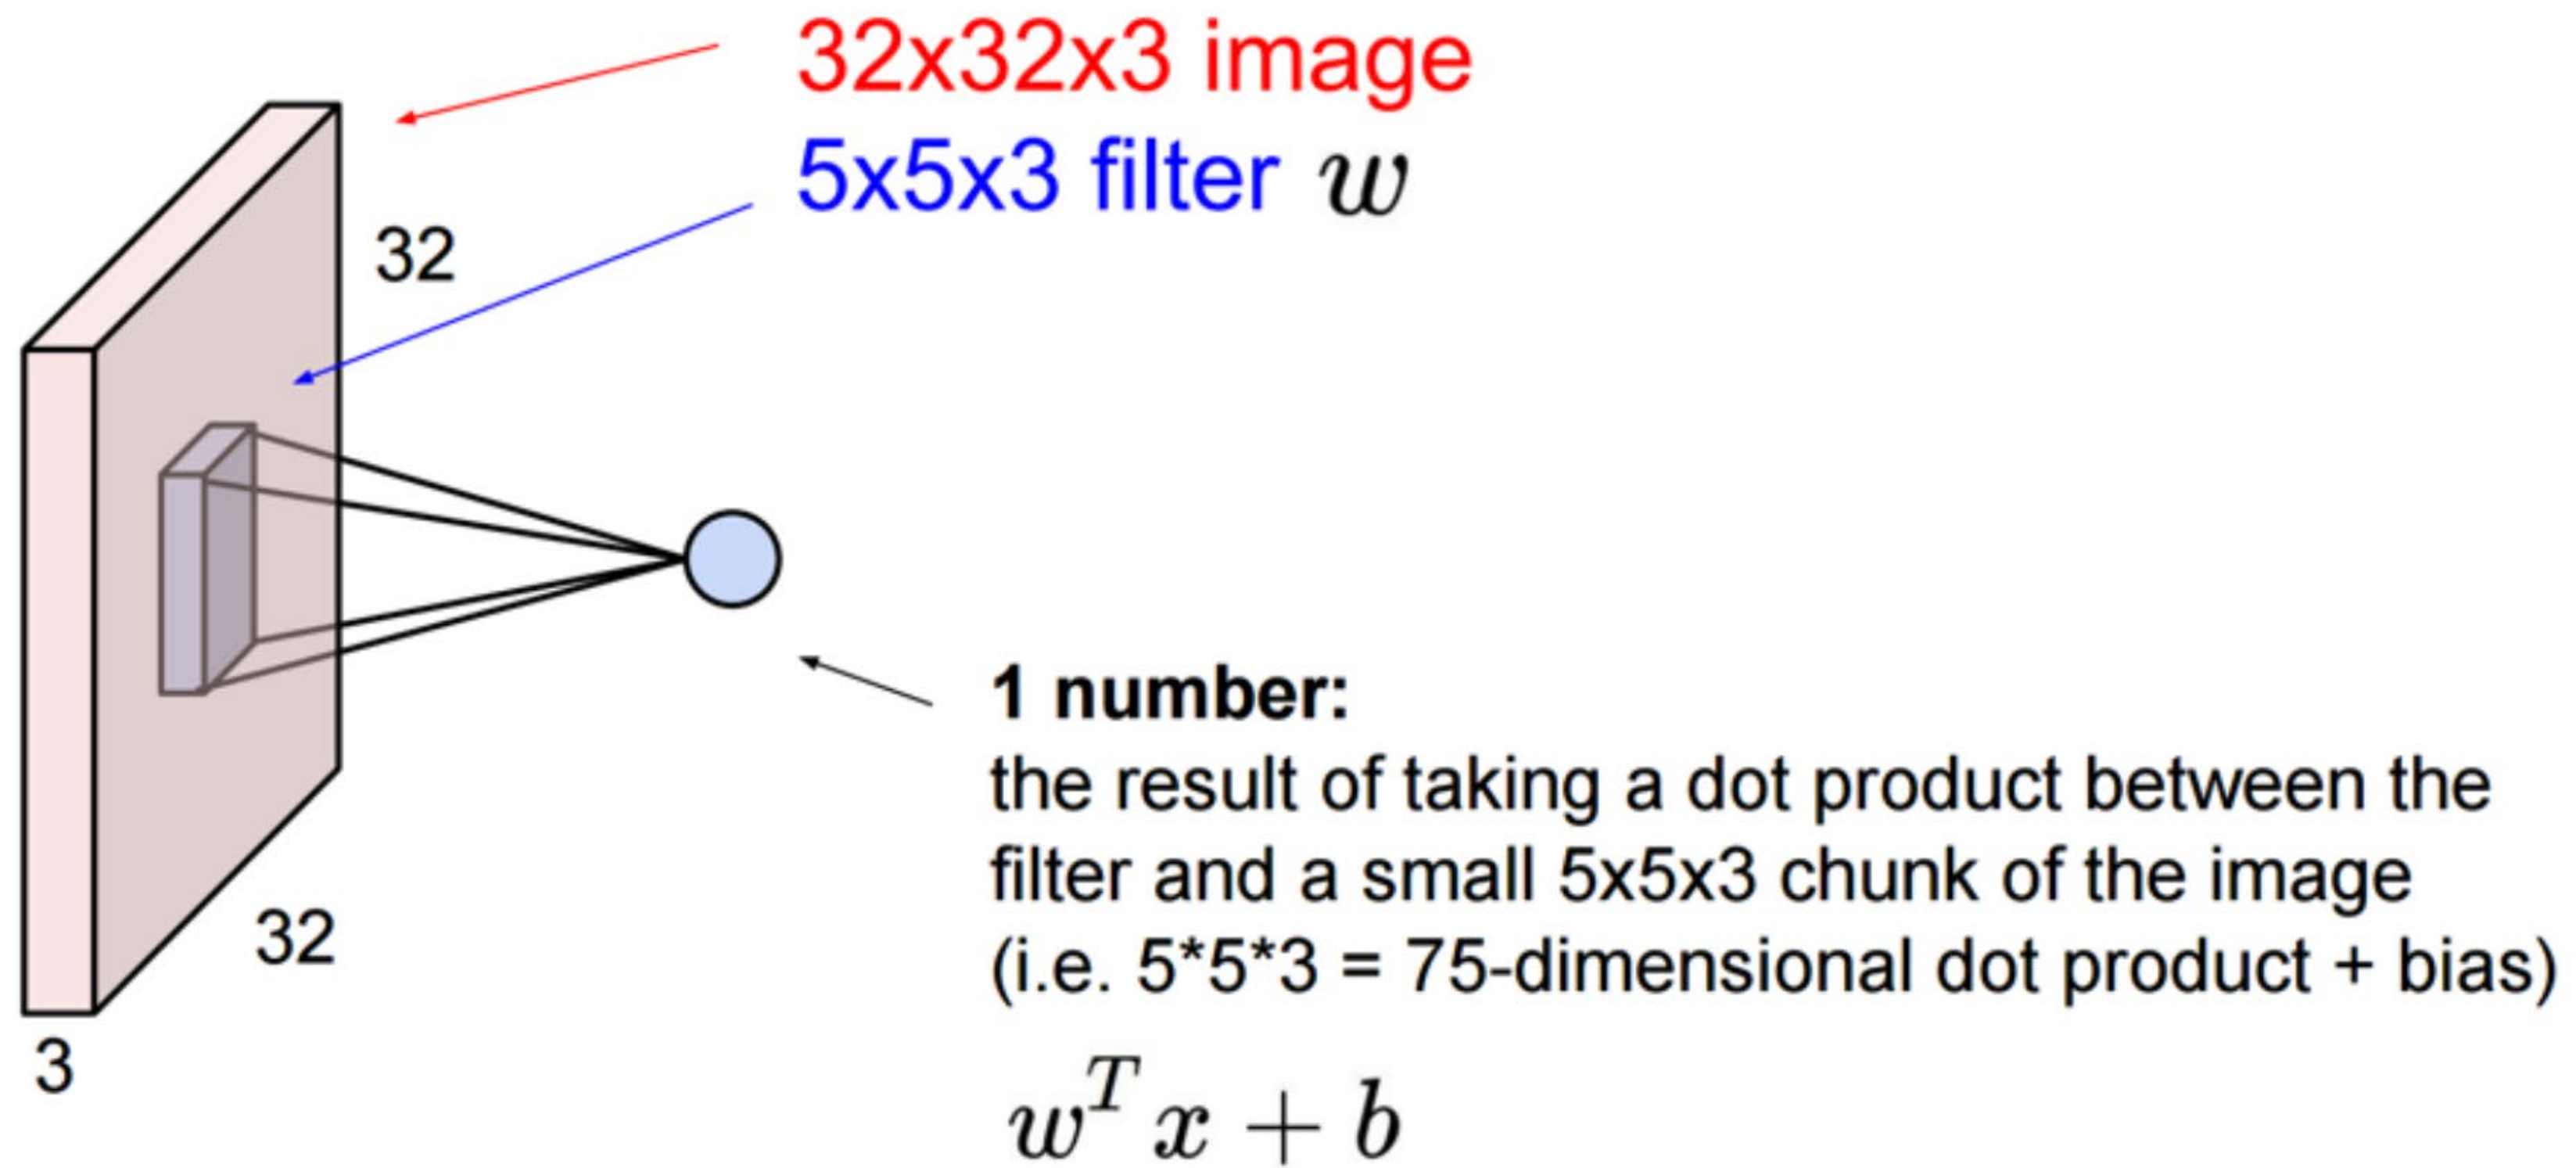 32x32x3 image
5x5x3 filter w
32
1 number:
the result of taking a dot product between the
filter and a small 5x5x3 chunk of the image
(i.e. 5*5*3 = 75-dimensional dot product + bias)
32
3
w^T x + b